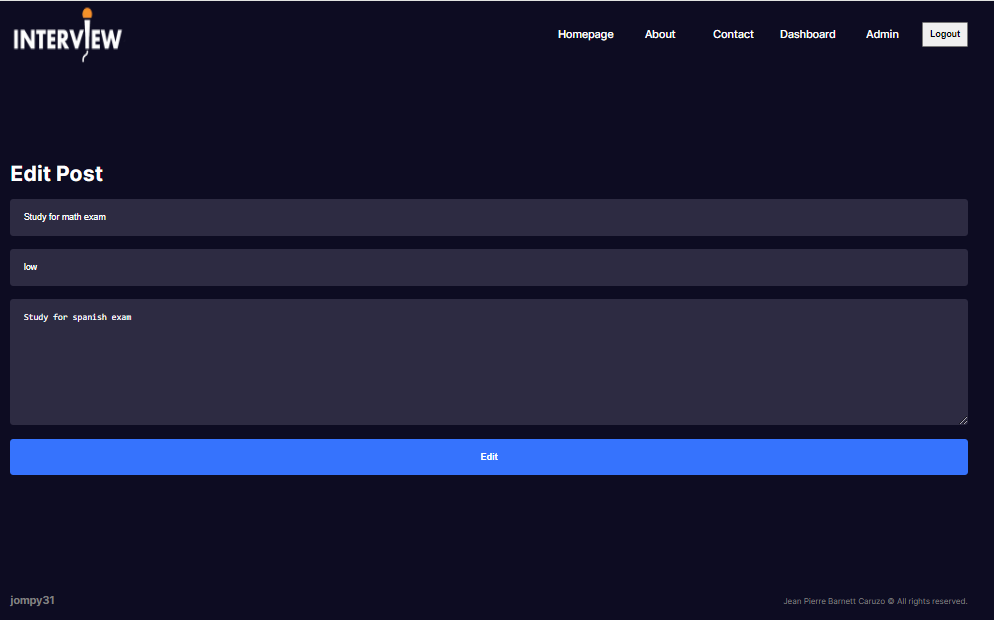 INTERVIEW
Homepage About Contact Dashboard Admin Logout
Edit Post
Study for math exam
low
Study for spanish exam
Edit
jompy31
Jean Pierre Barnett Caruzo © All rights reserved.